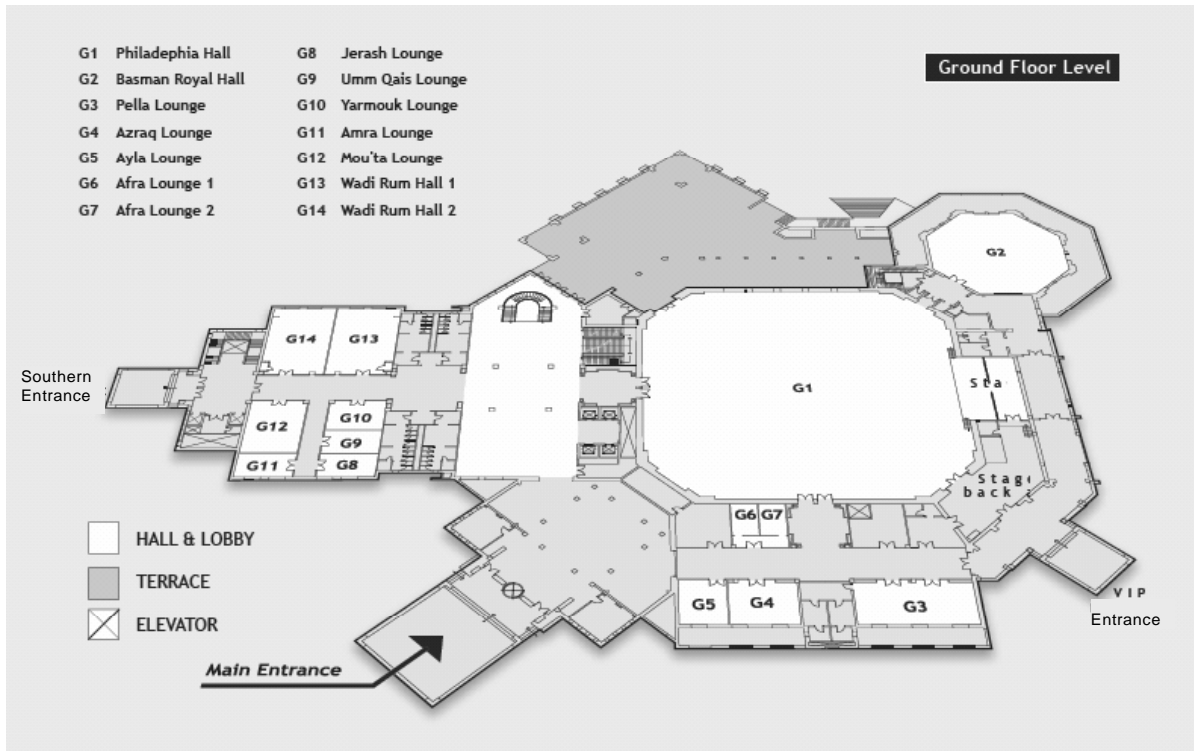 G1 Philadephia Hall
G2 Basman Royal Hall
G3 Pella Lounge
G4 Azraq Lounge
G5 Ayla Lounge
G6 Afra Lounge 1
G7 Afra Lounge 2
G8 Jerash Lounge
G9 Umm Qais Lounge
G10 Yarmouk Lounge
G11 Amra Lounge
G12 Mou'ta Lounge
G13 Wadi Rum Hall 1
G14 Wadi Rum Hall 2
Ground Floor Level
G2
G14
G13
Southern
Entrance
G1
Sta
G10
G12
G9
G11
G8
Stage
back
G6
G7
HALL & LOBBY
TERRACE
ELEVATOR
G5
G4
G3
VIP
Entrance
Main Entrance